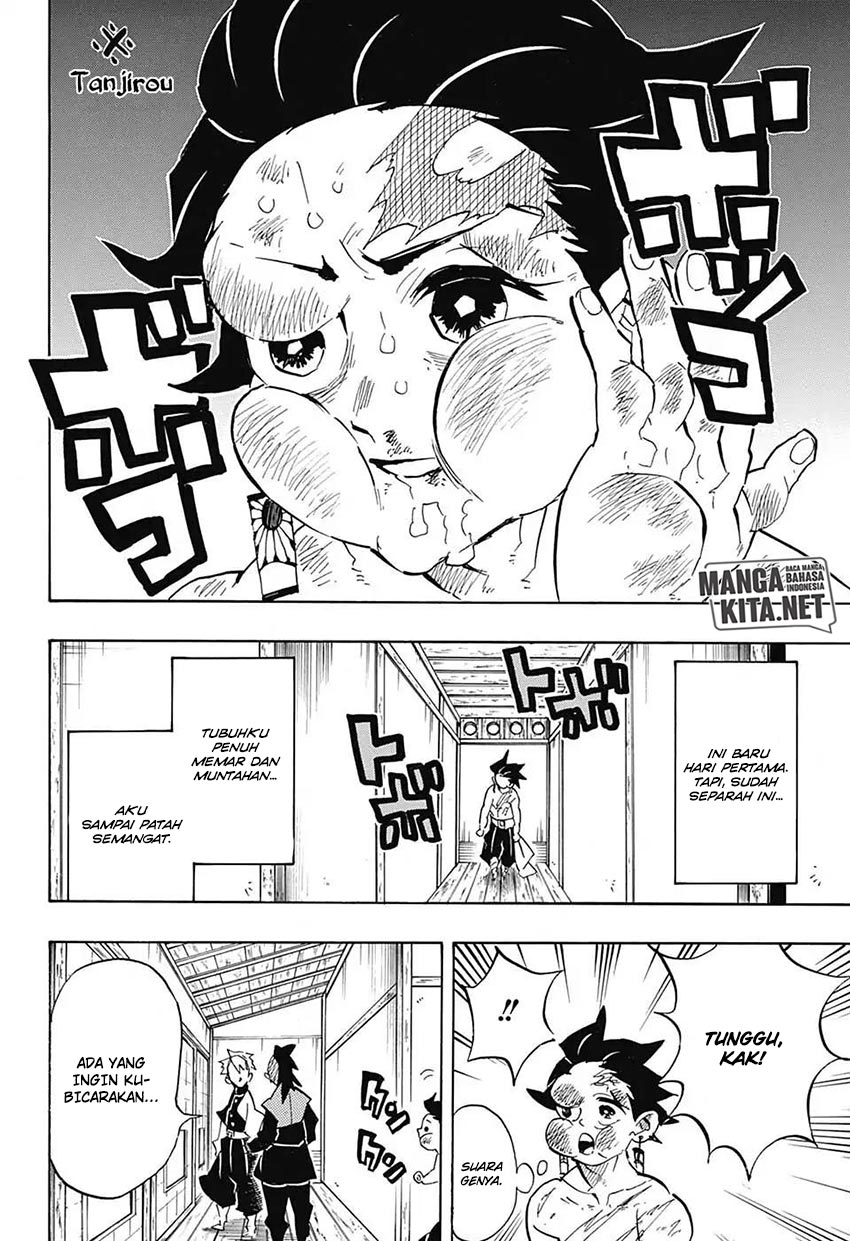 ※
Tanjirou
ボッコ
ボッコ
MANGA
KITA.NET
BACA MANGA
BAHASA
INDONESIA
INI BARU
HARI PERTAMA.
TAPI, SUDAH
SEPARAH INI...
トボ
トボ
TUBUHKU
PENUH
MEMAR DAN
MUNTAHAN...
AKU
SAMPAI PATAH
SEMANGAT.
TUNGGU,
KAK!
!!
SUARA
GENYA.
ADA YANG
INGIN KU-
BICARAKAN...